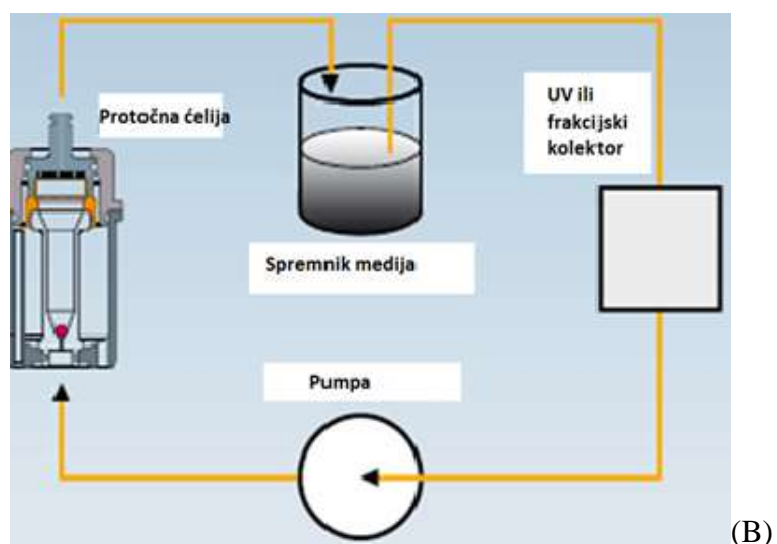 Protočna ćelija
UV ili
frakcijski
kolektor
Spremnik medija
Pumpa
(B)